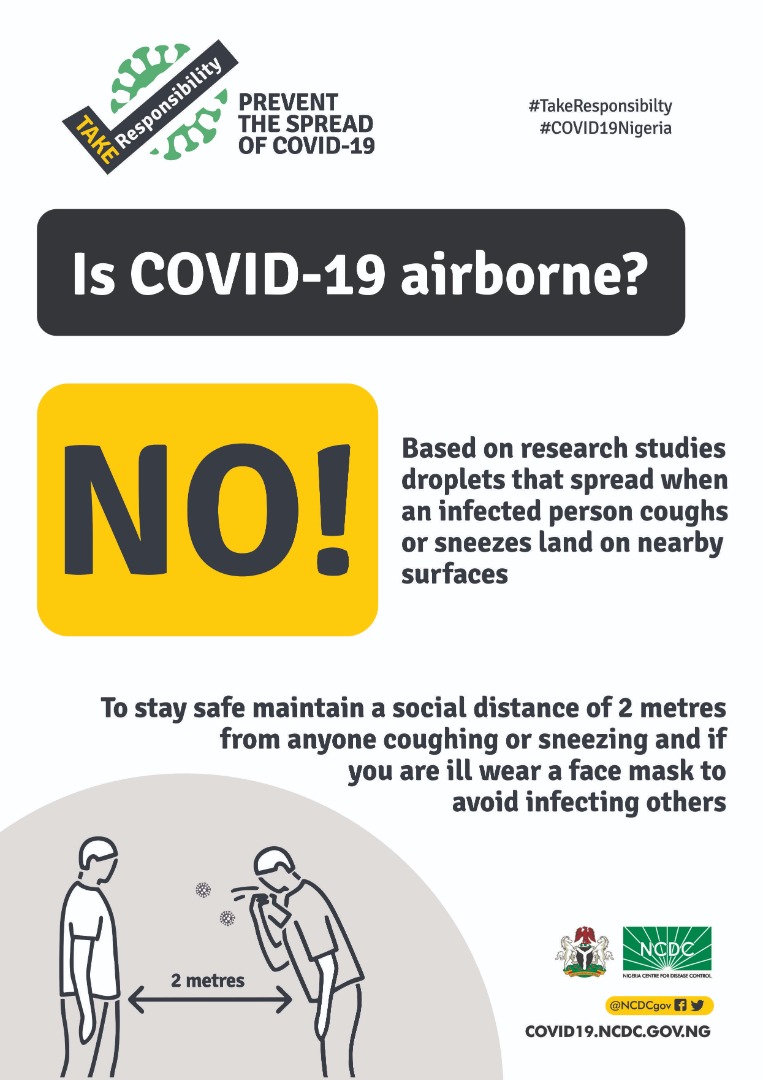 TAKE Responsibility
PREVENT
THE SPREAD
OF COVID-19
#TakeResponsibilty
#COVID19Nigeria
Is COVID-19 airborne?
NO!
Based on research studies
droplets that spread when
an infected person coughs
or sneezes land on nearby
surfaces
To stay safe maintain a social distance of 2 metres
from anyone coughing or sneezing and if
you are ill wear a face mask to
avoid infecting others
2 metres
NCDC
NIGERIA CENTRE FOR DISEASE CONTROL
@NCDCgov
COVID19.NCDC.GOV.NG